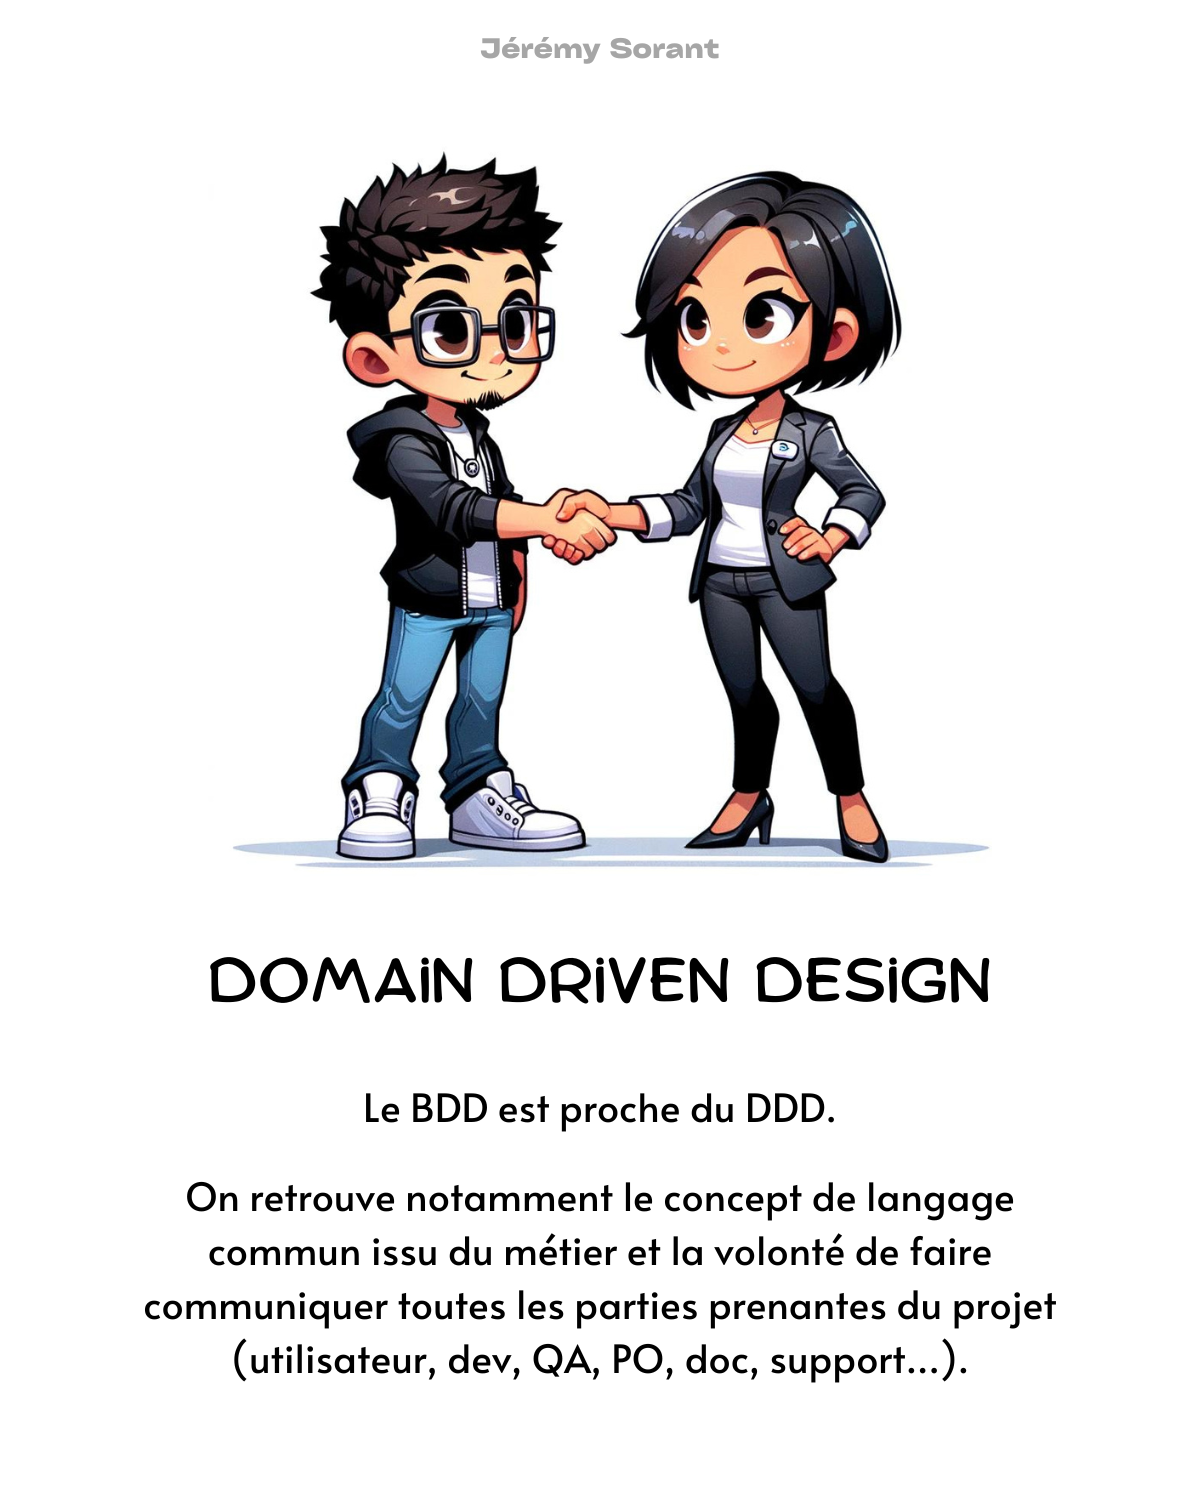 Jérémy Sorant
DOMAIN DRIVEN DESIGN
Le BDD est proche du DDD.
On retrouve notamment le concept de langage
commun issu du métier et la volonté de faire
communiquer toutes les parties prenantes du projet
(utilisateur, dev, QA, PO, doc, support...).